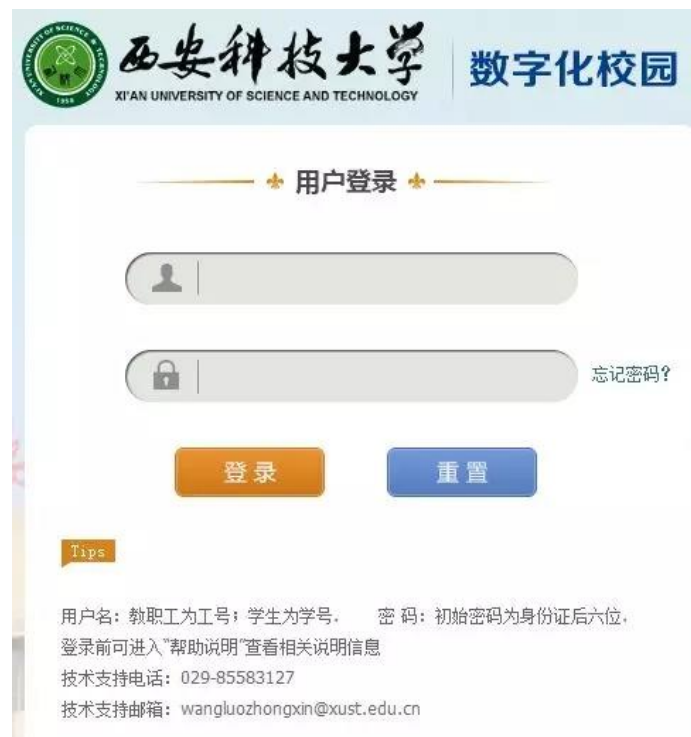 西安科技大学
XI'AN UNIVERSITY OF SCIENCE AND TECHNOLOGY
数字化校园
用户登录
忘记密码?
登录 重置
Tips
用户名：教职工为工号；学生为学号. 密 码：初始密码为身份证后六位.
登录前可进入"帮助说明"查看相关说明信息
技术支持电话：029-85583127
技术支持邮箱：wangluozhongxin@xust.edu.cn